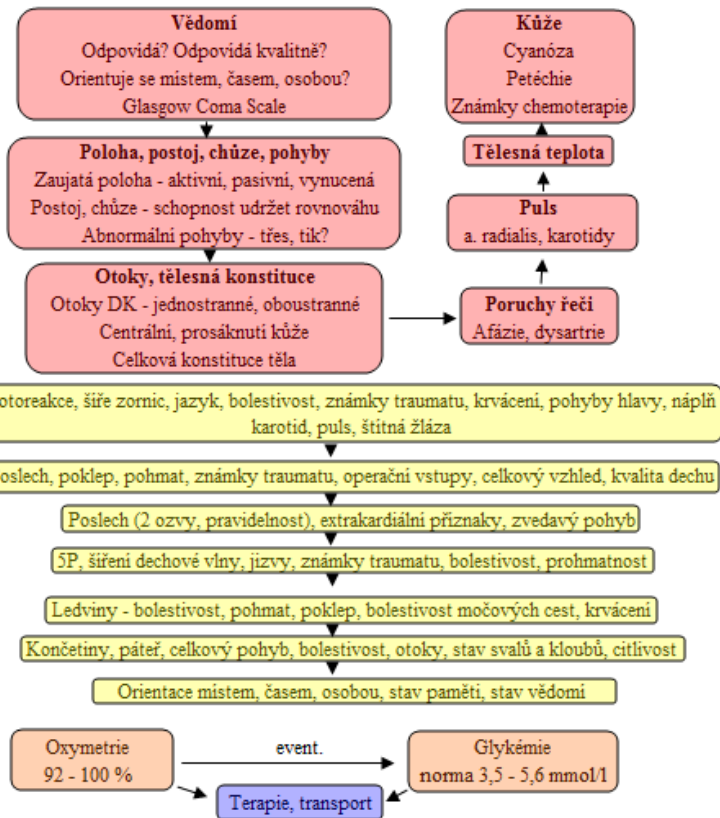 Vědomí
Odpovídá? Odpovídá kvalitně?
Orientuje se místem, časem, osobou?
Glasgow Coma Scale
Poloha, postoj, chůze, pohyby
Zaujatá poloha - aktivní, pasivní, vynucená
Postoj, chůze - schopnost udržet rovnováhu
Abnormální pohyby - třes, tik?
Otoky, tělesná konstituce
Otoky DK - jednostranné, oboustranné
Centrální, prosáknutí kůže
Celková konstituce těla
Poruchy řeči
Afázie, dysartrie
Puls
a. radialis, karotidy
Tělesná teplota
Kůže
Cyanóza
Petéchie
Známky chemoterapie
otoreakce, šíře zornic, jazyk, bolestivost, známky traumatu, krvácení, pohyby hlavy, náplň
karotid, puls, štítná žláza
oslech, poklep, pohmat, známky traumatu, operační vstupy, celkový vzhled, kvalita dechu
Poslech (2 ozvy, pravidelnost), extrakardiální příznaky, zvedavý pohyb
5P, šíření dechové vlny, jizvy, známky traumatu, bolestivost, prohmatnost
Ledviny - bolestivost, pohmat, poklep, bolestivost močových cest, krvácení
Končetiny, páteř, celkový pohyb, bolestivost, otoky, stav svalů a kloubů, citlivost
Orientace místem, časem, osobou, stav paměti, stav vědomí
Oxymetrie
92 - 100 %
event.
Glykémie
norma 3,5 - 5,6 mmol/l
Terapie, transport